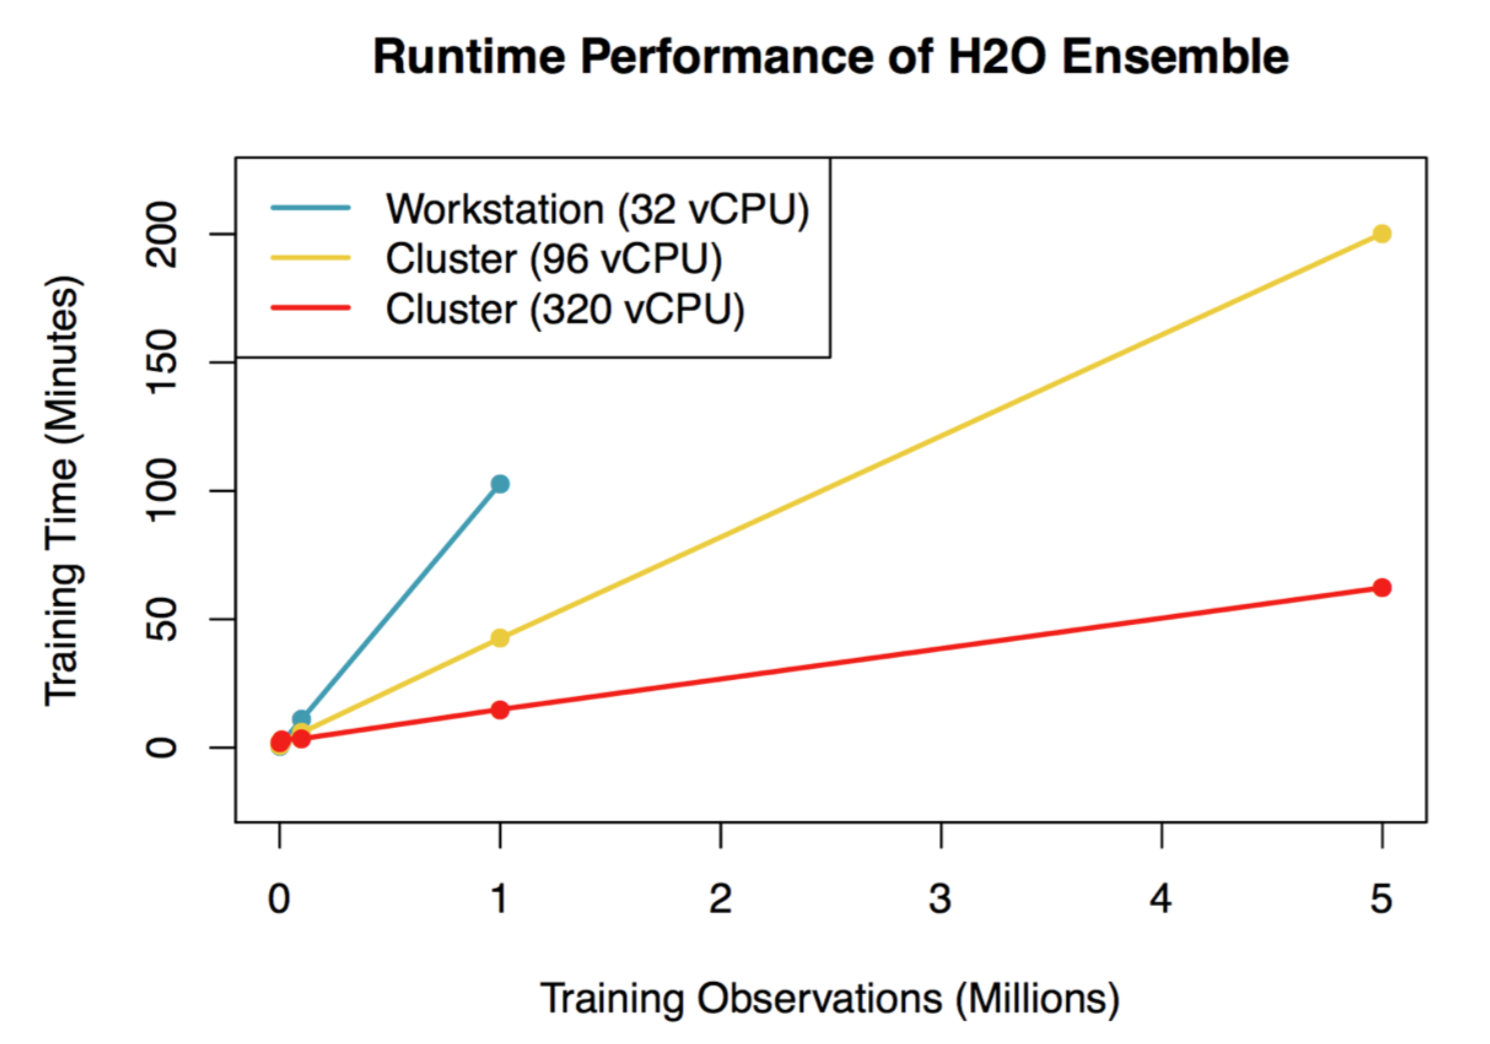 Runtime Performance of H2O Ensemble
Workstation (32 vCPU)
Cluster (96 vCPU)
Cluster (320 vCPU)
Training Time (Minutes)
200
150
100
50
0
0 1 2 3 4 5
Training Observations (Millions)